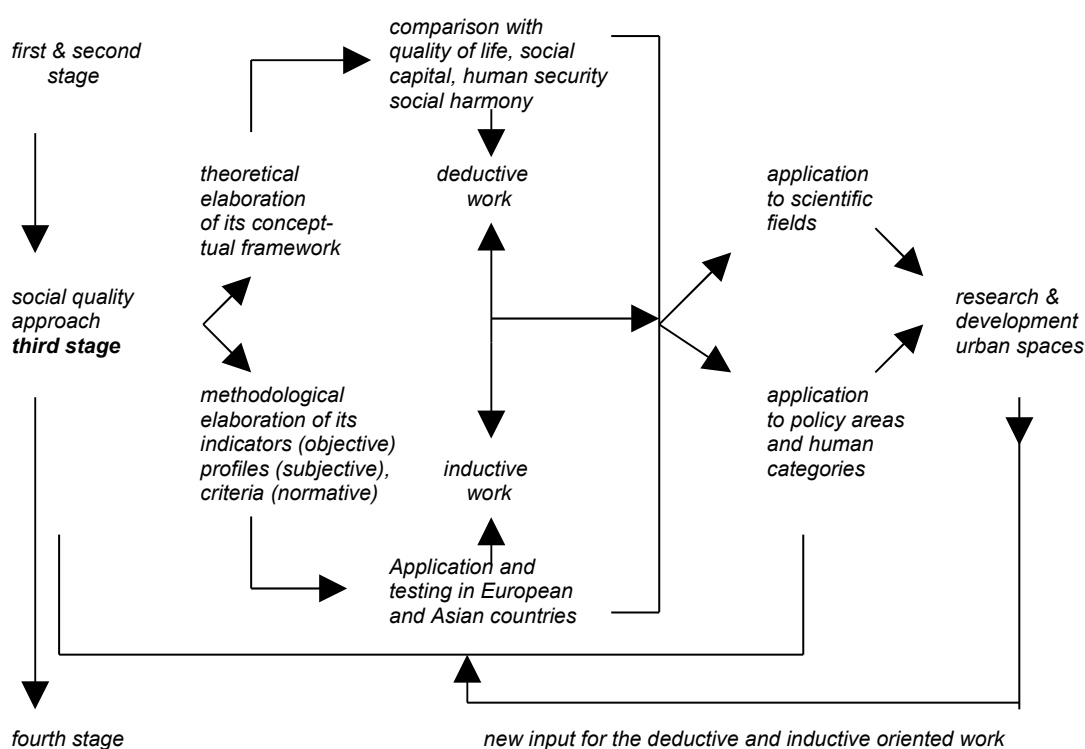 first & second
stage
comparison with
quality of life, social
capital, human security
social harmony
theoretical
elaboration
of its concept-
tual framework
deductive
work
application
to scientific
fields
social quality
approach
third stage
research &
development
urban spaces
methodological
elaboration of its
indicators (objective)
profiles (subjective),
criteria (normative)
inductive
work
application
to policy areas
and human
categories
Application and
testing in European
and Asian countries
fourth stage
new input for the deductive and inductive oriented work